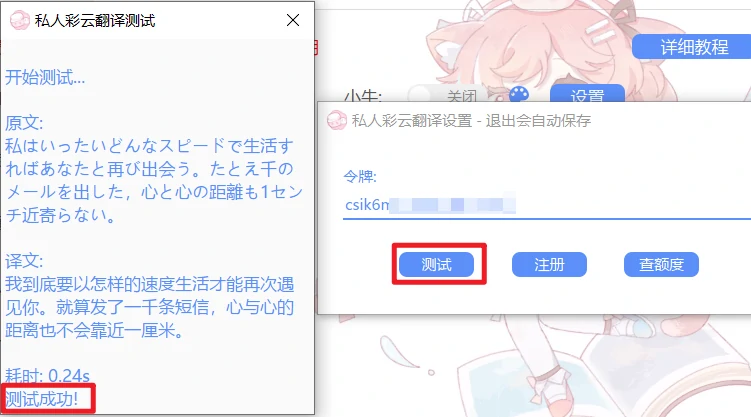 私人彩云翻译测试
开始测试...
原文:
私はいったいどんなスピードで生活す
ればあなたと再び出会う。たとえ千の
メールを出した，心と心の距離も1セン
チ近寄らない。
译文:
我到底要以怎样的速度生活才能再次遇
见你。就算发了一千条短信，心与心的
距离也不会靠近一厘米。
耗时: 0.24s
测试成功!
详细教程
小牛:
关闭
设置
私人彩云翻译设置 - 退出会自动保存
令牌:
csik6m
测试
注册
查额度